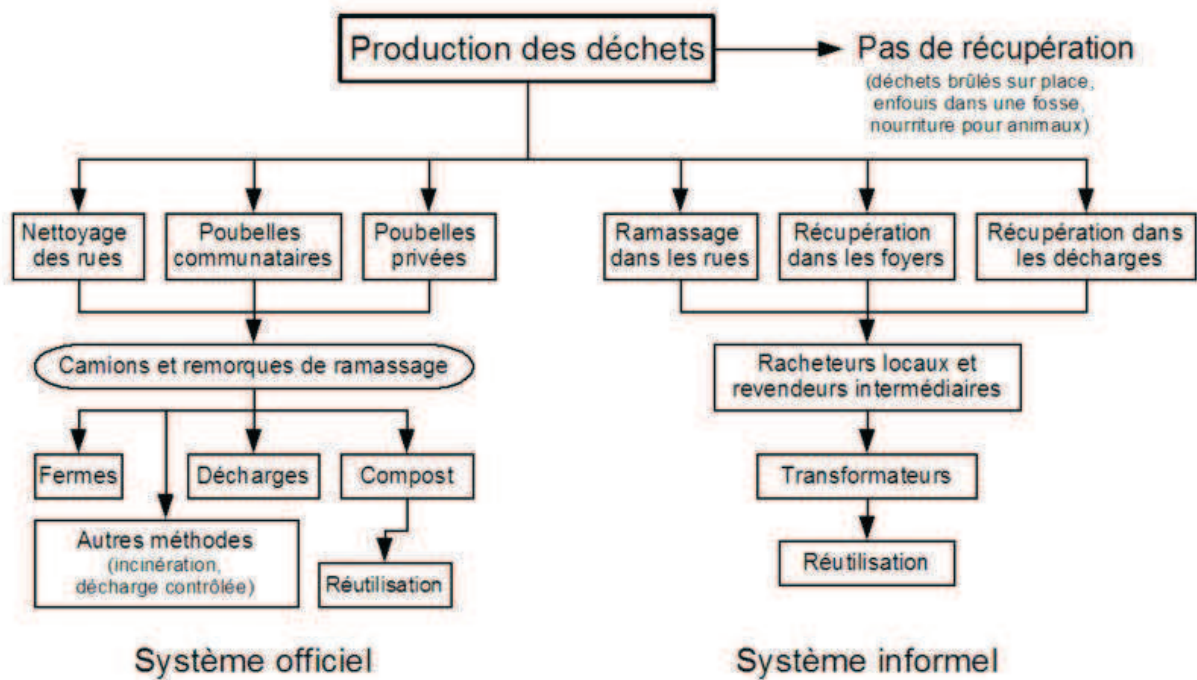 Production des déchets
Pas de récupération
(déchets brûlés sur place,
enfouis dans une fosse,
nourriture pour animaux)
Nettoyage
des rues
Poubelles
communataires
Poubelles
privées
Ramassage
dans les rues
Récupération
dans les foyers
Récupération dans
les décharges
Camions et remorques de ramassage
Racheteurs locaux et
revendeurs intermédiaires
Fermes
Décharges
Compost
Transformateurs
Autres méthodes
(incinération,
décharge contrôlée)
Réutilisation
Réutilisation
Système officiel
Système informel